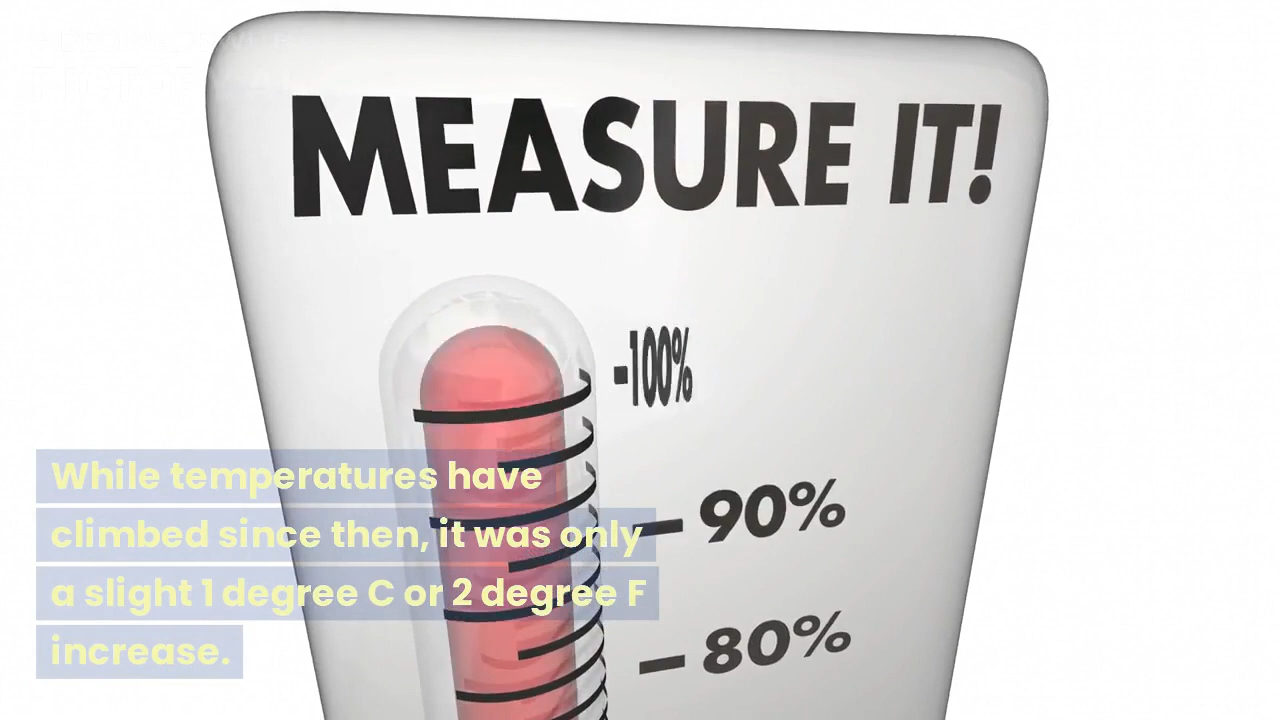 MEASURE IT!
-100%
90%
80%
While temperatures have
climbed since then, it was only
a slight 1 degree C or 2 degree F
increase.